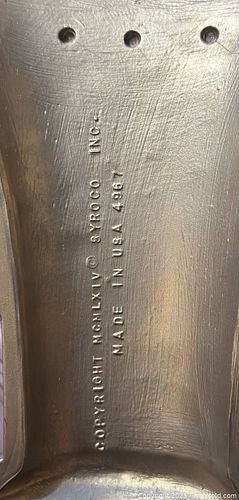 COPYRIGHT MCMLXIV © SYROCO INC.
MADE IN USA 4967